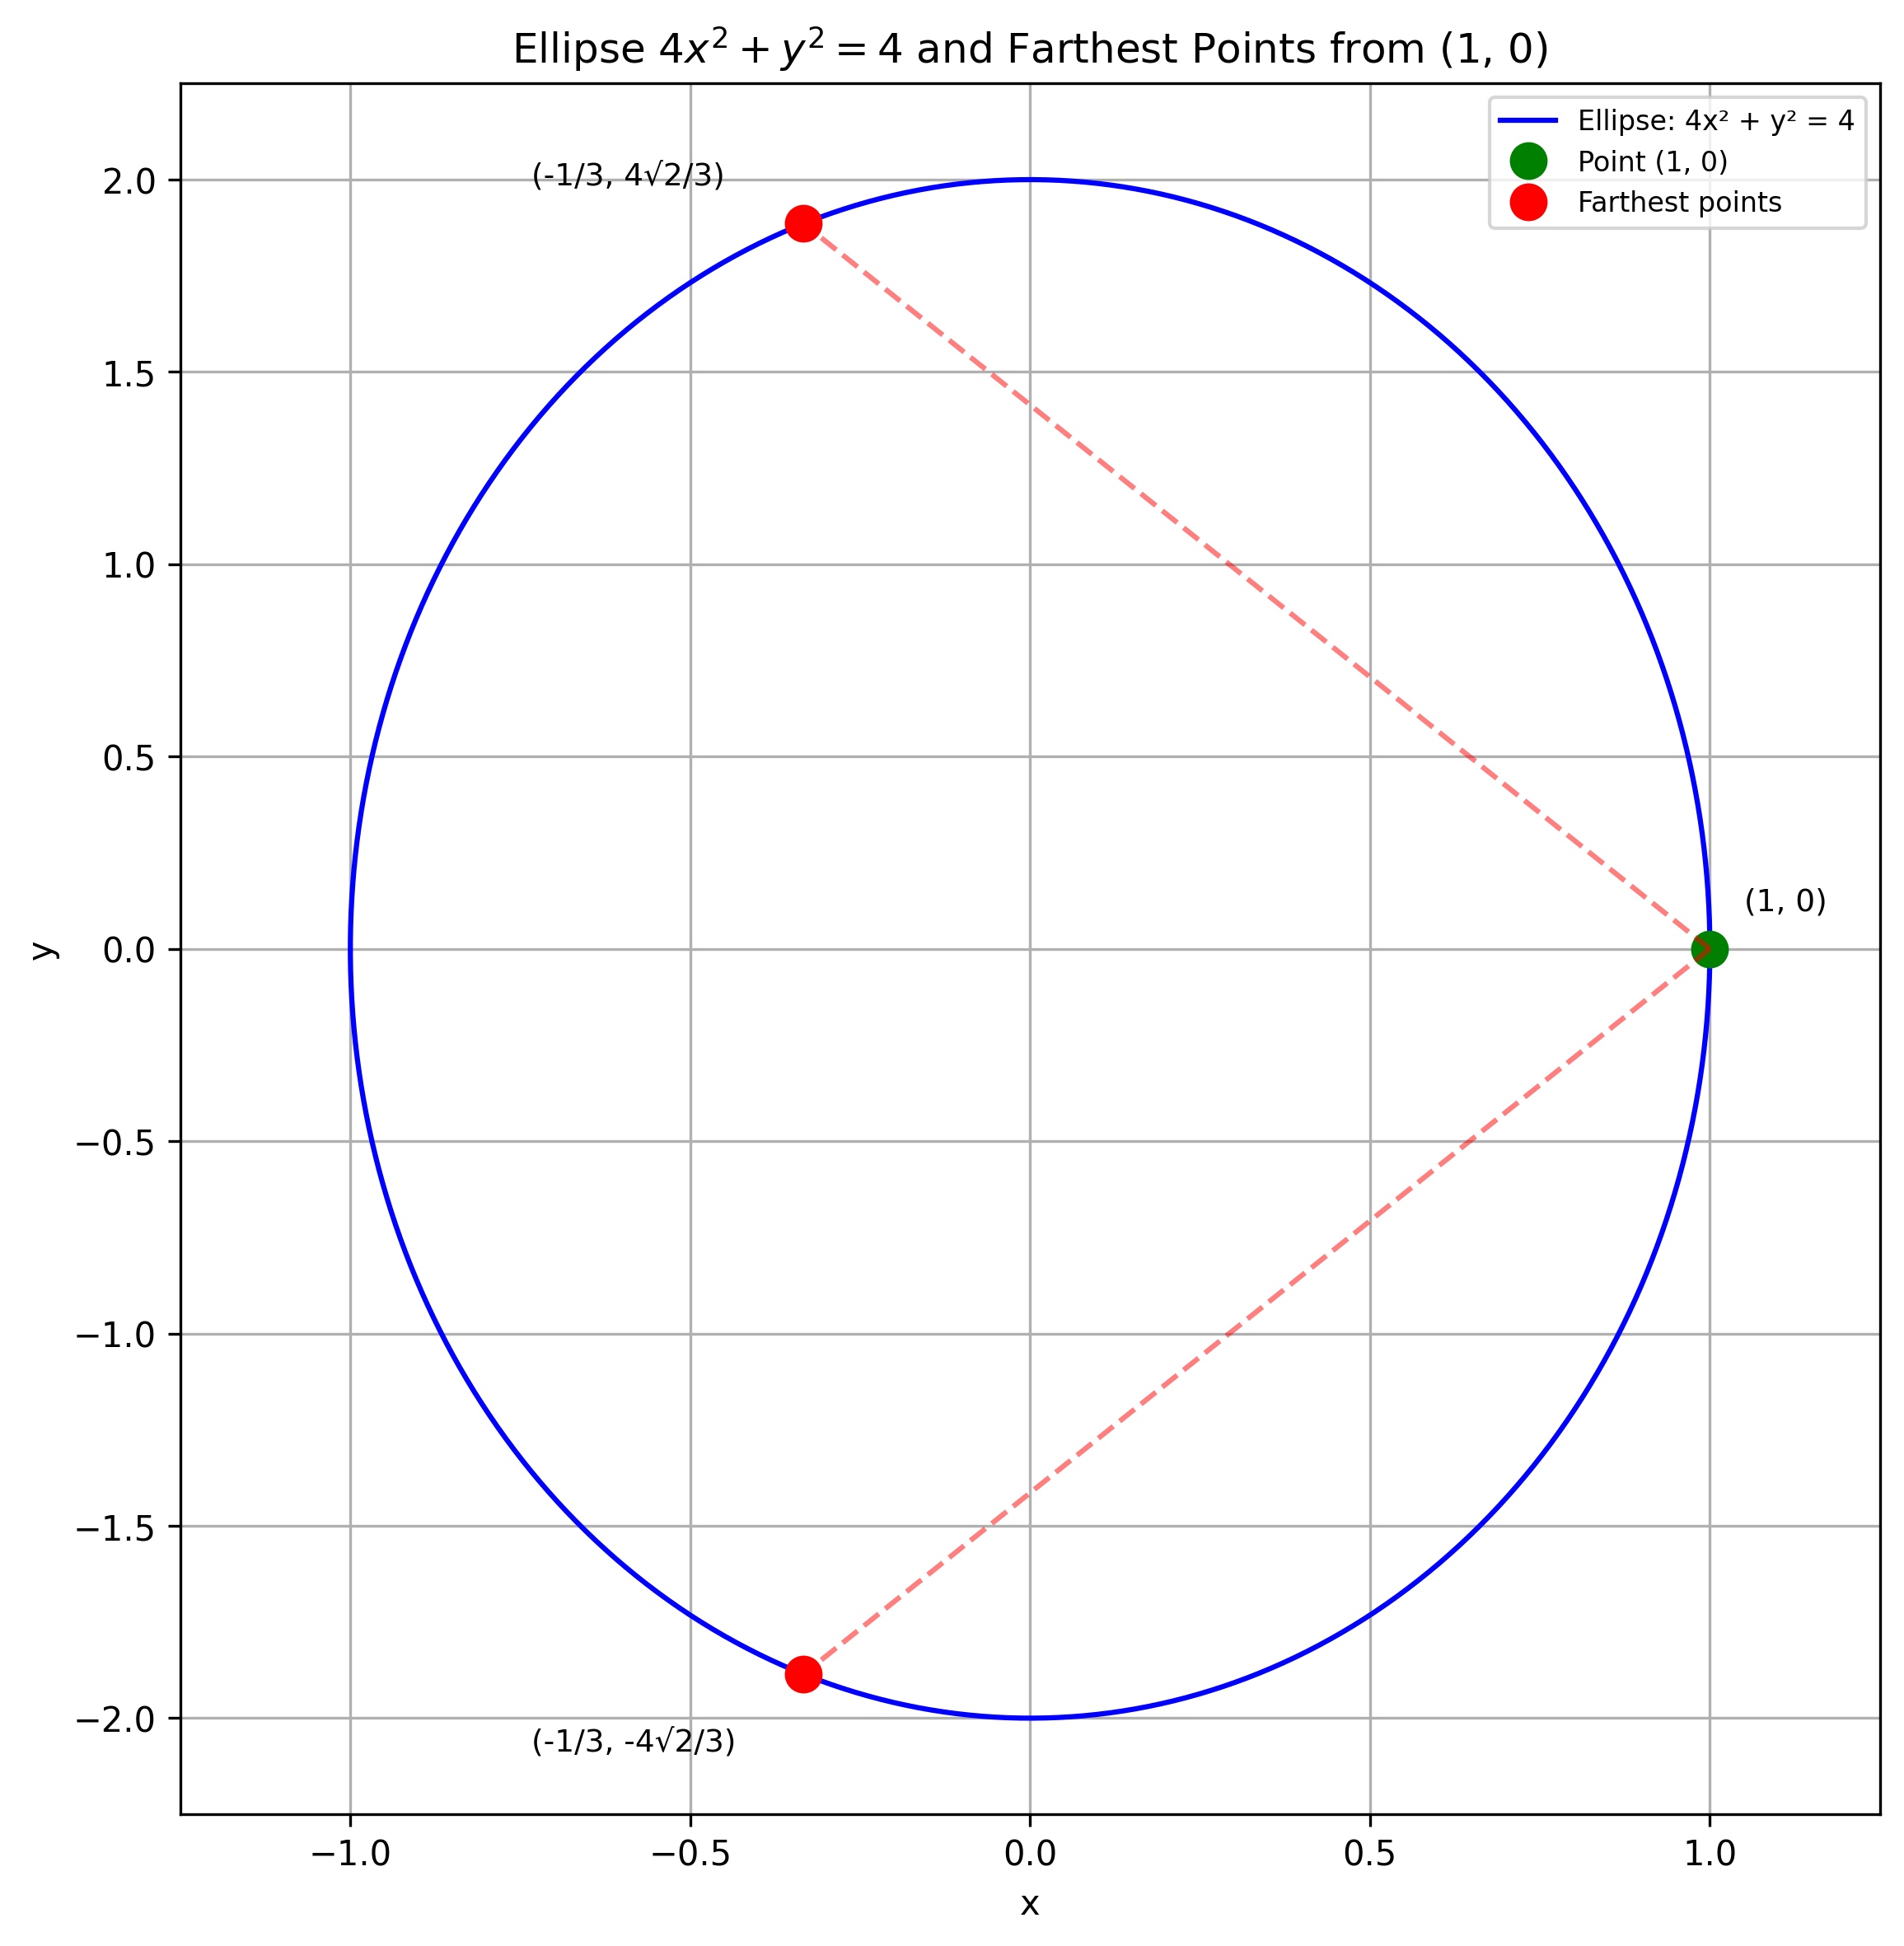 Ellipse 4x² + y² = 4 and Farthest Points from (1, 0)
Ellipse: 4x² + y² = 4
Point (1, 0)
Farthest points
(-1/3, 4√2/3)
(1, 0)
(-1/3, -4√2/3)
2.0
1.5
1.0
0.5
0.0
−0.5
−1.0
−1.5
−2.0
y
−1.0
−0.5
0.0
0.5
1.0
x